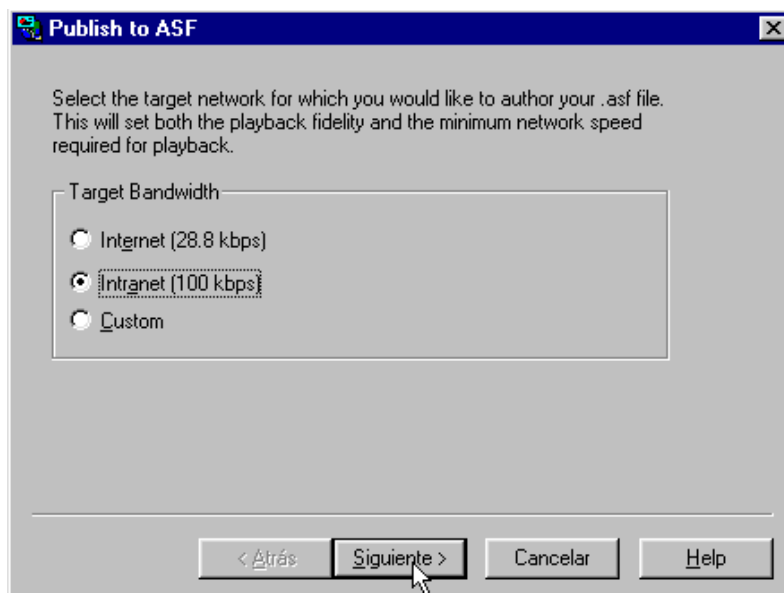 Publish to ASF
Select the target network for which you would like to author your .asf file.
This will set both the playback fidelity and the minimum network speed
required for playback.
Target Bandwidth
Internet (28.8 kbps)
Intranet (100 kbps)
Custom
< Atrás
Siguiente >
Cancelar
Help